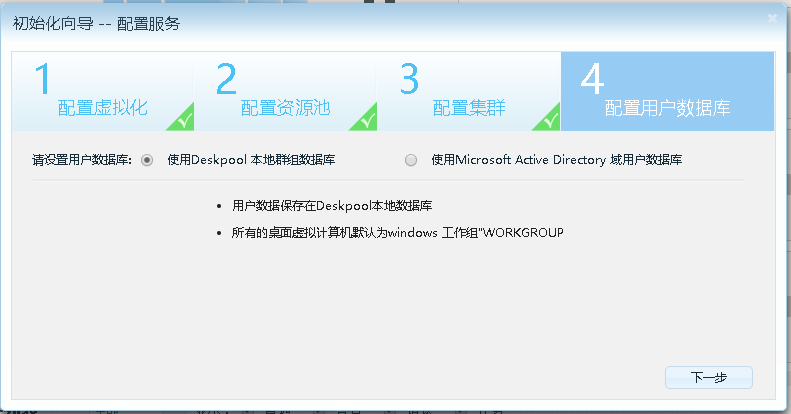 初始化向导 -- 配置服务
1 配置虚拟化
2 配置资源池
3 配置集群
4 配置用户数据库
请设置用户数据库: 使用Deskpool 本地群组数据库 使用Microsoft Active Directory 域用户数据库
• 用户数据保存在Deskpool本地数据库
• 所有的桌面虚拟计算机默认为windows 工作组"WORKGROUP
下一步